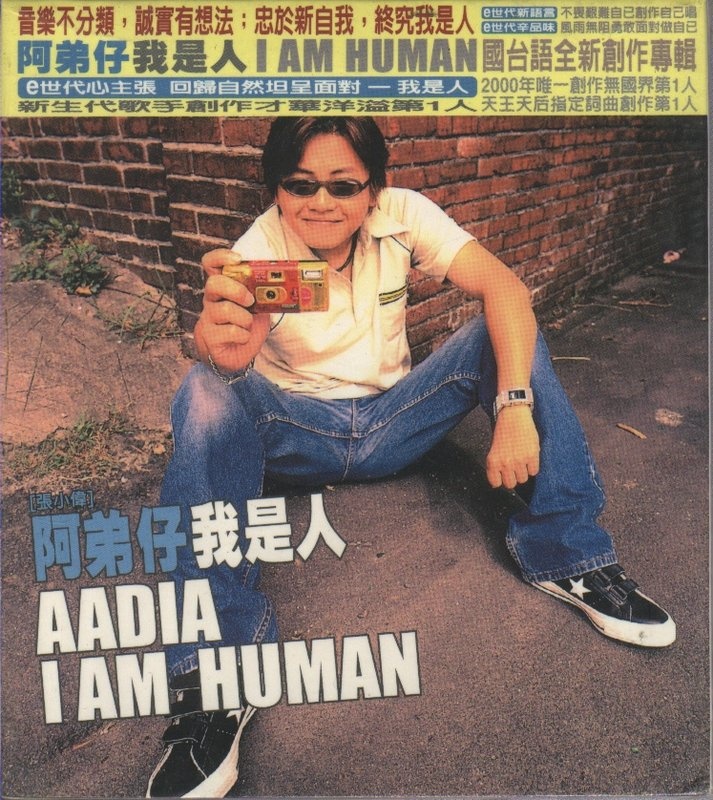 音樂不分類，誠實有想法；忠於新自我，終究我是人
阿弟仔我是人 I AM HUMAN
e世代心主張 回歸自然坦呈面對 — 我是人
新生代歌手創作才華洋溢第1人
e世代新語言 不畏艱難自己創作自己唱
e世代辛品味 風雨無阻勇敢面對做自己
國台語全新創作專輯
2000年唯一創作無國界第1人
天王天后指定詞曲創作第1人
[張小偉]
阿弟仔我是人
AADIA
I AM HUMAN